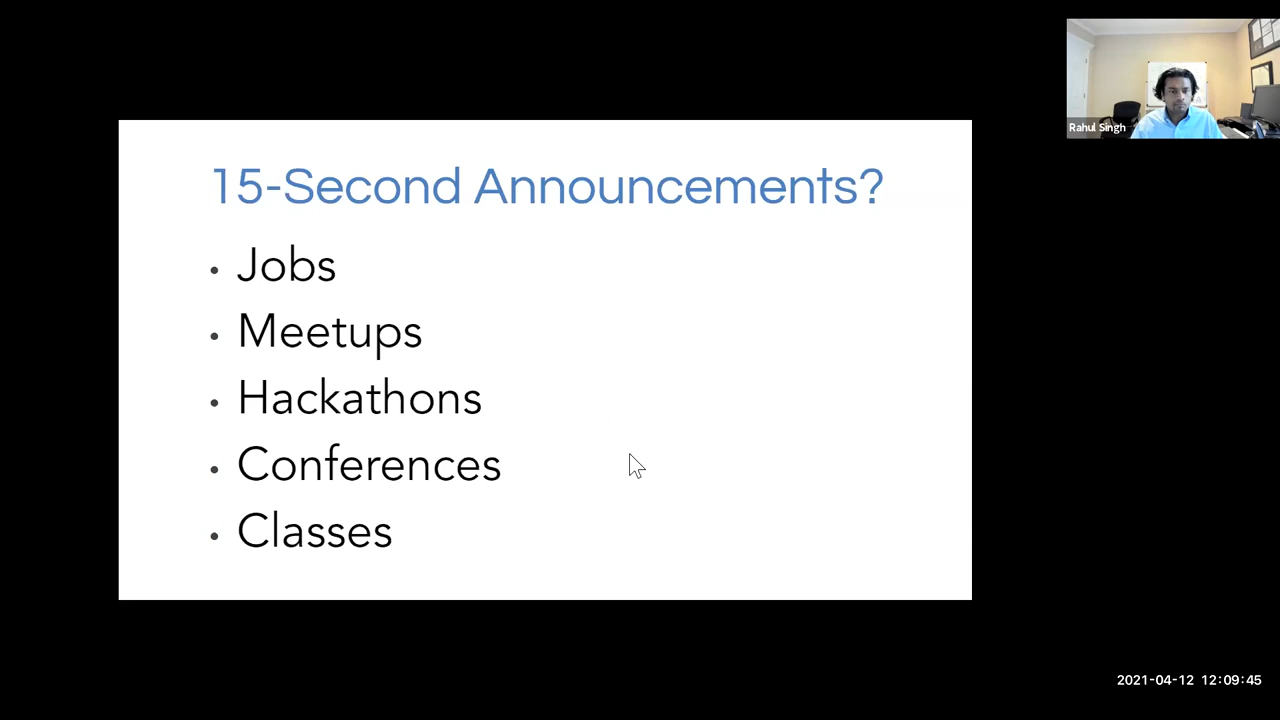 Rahul Singh
15-Second Announcements?
• Jobs
• Meetups
• Hackathons
• Conferences
• Classes
2021-04-12 12:09:45